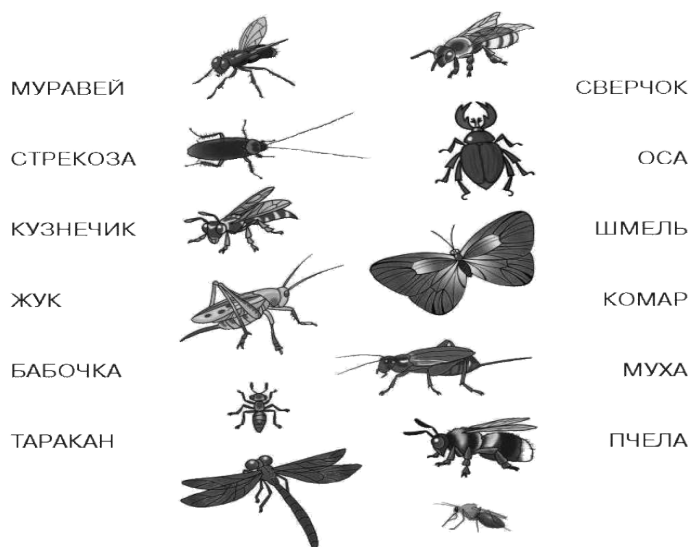 МУРАВЕЙ
СТРЕКОЗА
КУЗНЕЧИК
ЖУК
БАБОЧКА
ТАРАКАН
СВЕРЧОК
ОСА
ШМЕЛЬ
КОМАР
МУХА
ПЧЕЛА